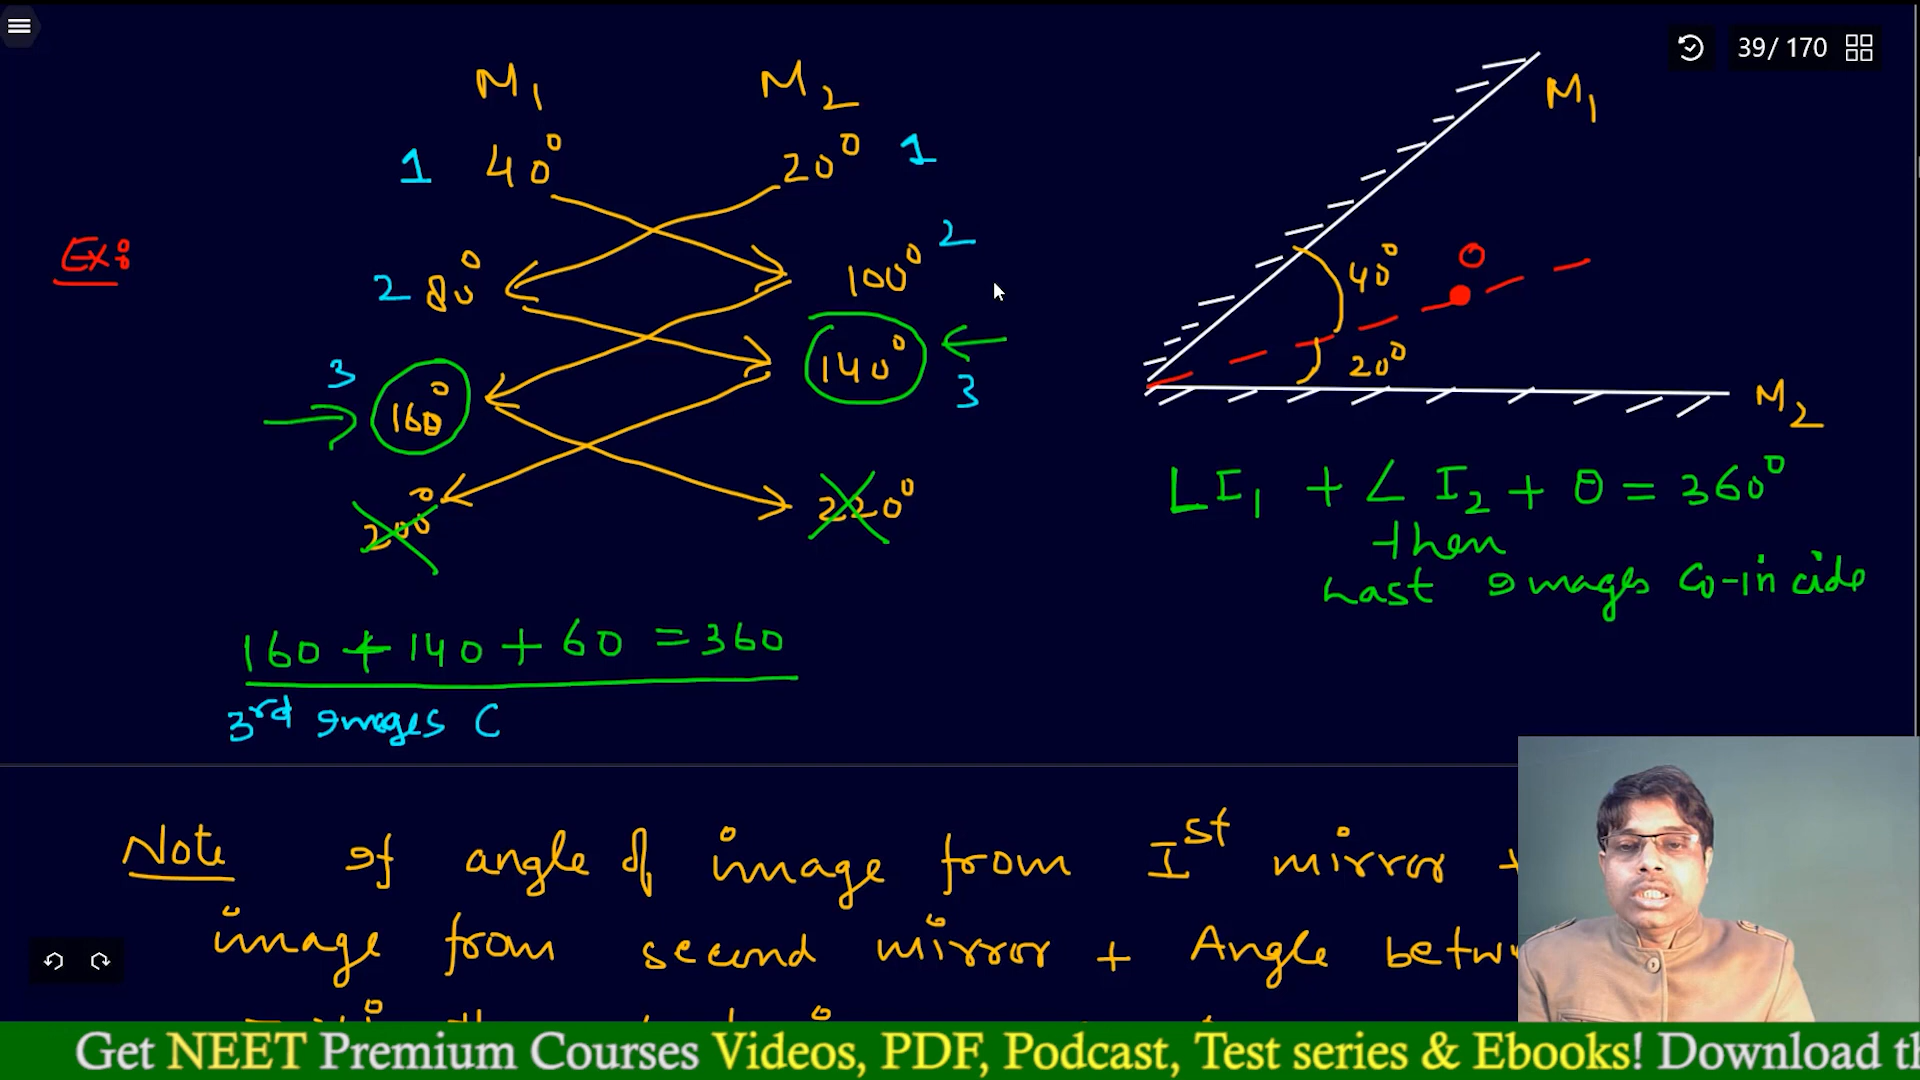 39/ 170
M1 M2
1 40° 20° 1
Ex:
2 80° 100° 2
3 160° 140° 3
200° 220°
160 + 140 + 60 = 360
3rd images C
M1
O
40°
20°
M2
∠I1 + ∠I2 + θ = 360°
then
Last images Co-incide
Note If angle of image from Ist mirror +
image from second mirror + Angle betw
Get NEET Premium Courses Videos, PDF, Podcast, Test series & Ebooks! Download th